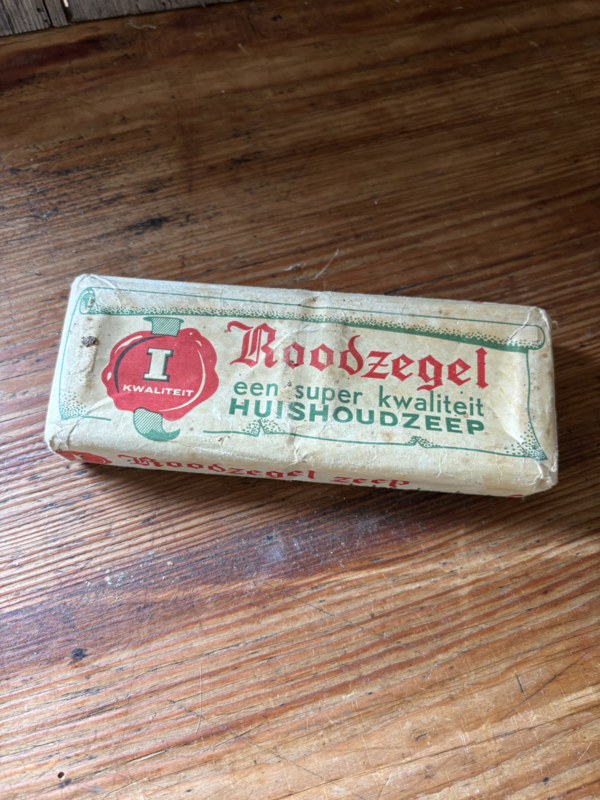 I
KWALITEIT
Roodzegel
een super kwaliteit
HUISHOUDZEEP
Roodzegel zeep